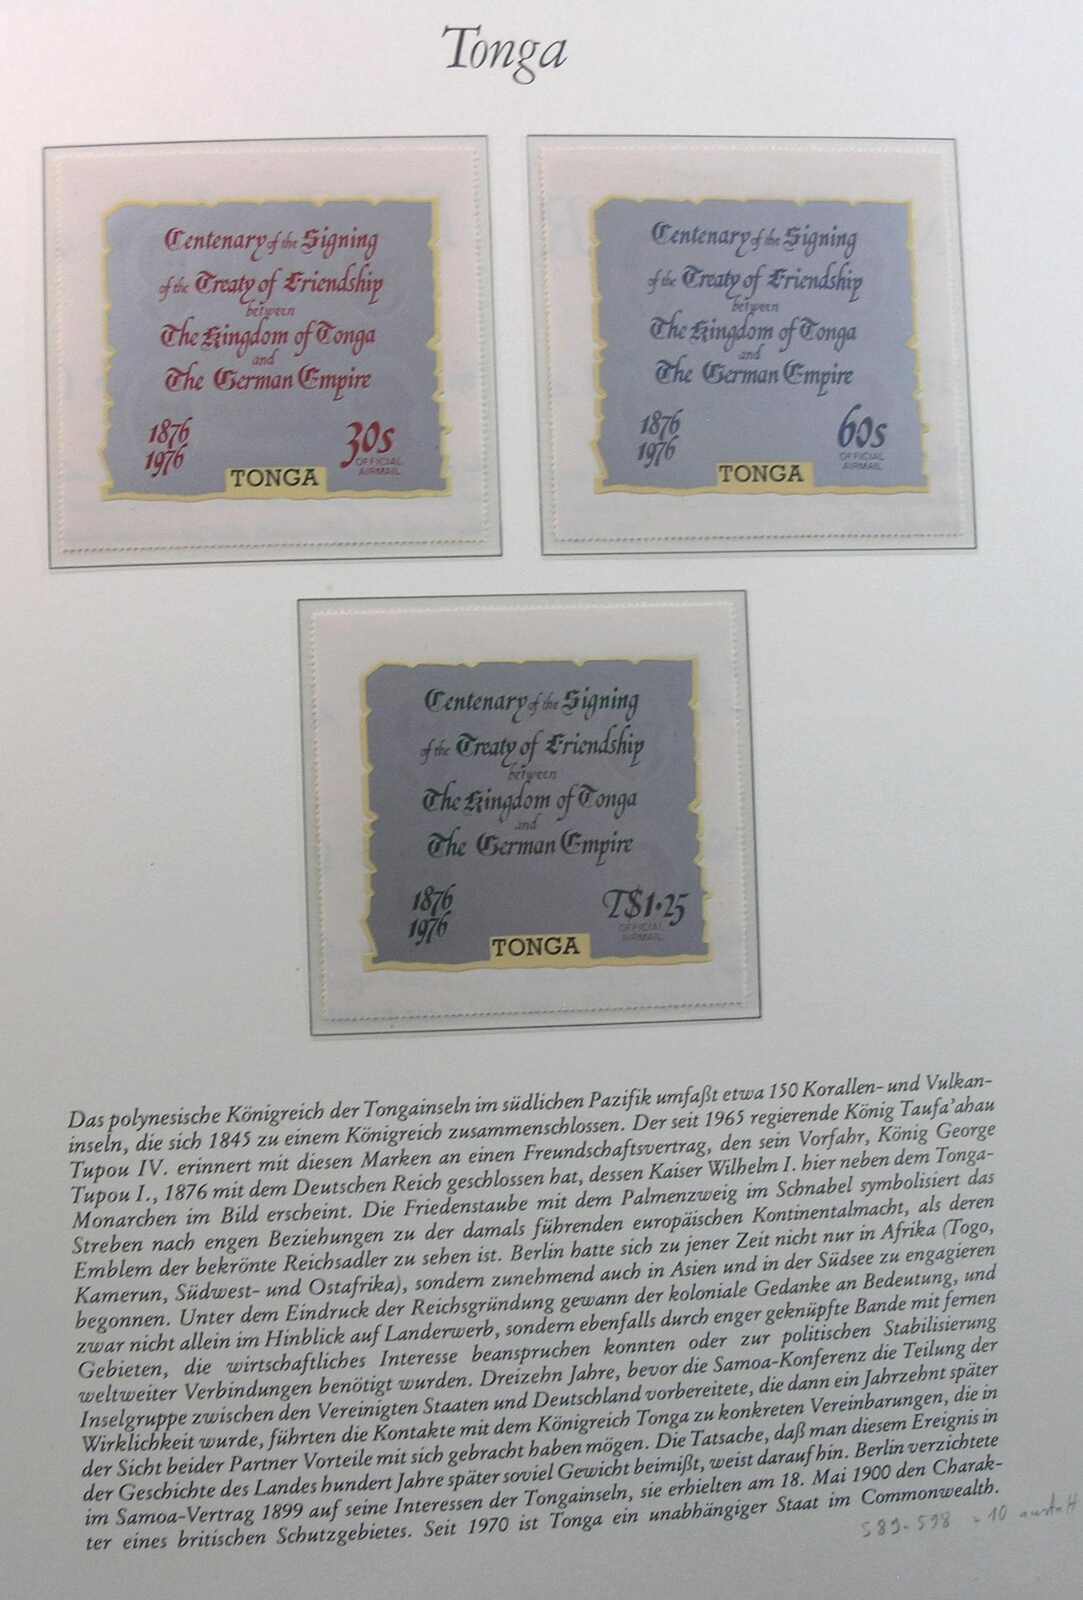 Tonga
Centenary of the Signing
of the Treaty of Friendship
between
The Kingdom of Tonga
and
The German Empire
1876
1976
30s
OFFICIAL
AIRMAIL
TONGA
Centenary of the Signing
of the Treaty of Friendship
between
The Kingdom of Tonga
and
The German Empire
1876
1976
60s
OFFICIAL
AIRMAIL
TONGA
Centenary of the Signing
of the Treaty of Friendship
between
The Kingdom of Tonga
and
The German Empire
1876
1976
T$1·25
OFFICIAL
AIRMAIL
TONGA
Das polynesische Königreich der Tongainseln im südlichen Pazifik umfaßt etwa 150 Korallen- und Vulkan-
inseln, die sich 1845 zu einem Königreich zusammenschlossen. Der seit 1965 regierende König Taufa'ahau
Tupou IV. erinnert mit diesen Marken an einen Freundschaftsvertrag, den sein Vorfahr, König George
Tupou I., 1876 mit dem Deutschen Reich geschlossen hat, dessen Kaiser Wilhelm I. hier neben dem Tonga-
Monarchen im Bild erscheint. Die Friedenstaube mit dem Palmenzweig im Schnabel symbolisiert das
Streben nach engen Beziehungen zu der damals führenden europäischen Kontinentalmacht, als deren
Emblem der bekrönte Reichsadler zu sehen ist. Berlin hatte sich zu jener Zeit nicht nur in Afrika (Togo,
Kamerun, Südwest- und Ostafrika), sondern zunehmend auch in Asien und in der Südsee zu engagieren
begonnen. Unter dem Eindruck der Reichsgründung gewann der koloniale Gedanke an Bedeutung, und
zwar nicht allein im Hinblick auf Landerwerb, sondern ebenfalls durch enger geknüpfte Bande mit fernen
Gebieten, die wirtschaftliches Interesse beanspruchen konnten oder zur politischen Stabilisierung
weltweiter Verbindungen benötigt wurden. Dreizehn Jahre, bevor die Samoa-Konferenz die Teilung der
Inselgruppe zwischen den Vereinigten Staaten und Deutschland vorbereitete, die dann ein Jahrzehnt später
Wirklichkeit wurde, führten die Kontakte mit dem Königreich Tonga zu konkreten Vereinbarungen, die in
der Sicht beider Partner Vorteile mit sich gebracht haben mögen. Die Tatsache, daß man diesem Ereignis in
der Geschichte des Landes hundert Jahre später soviel Gewicht beimißt, weist darauf hin. Berlin verzichtete
im Samoa-Vertrag 1899 auf seine Interessen der Tongainseln, sie erhielten am 18. Mai 1900 den Charak-
ter eines britischen Schutzgebietes. Seit 1970 ist Tonga ein unabhängiger Staat im Commonwealth.
589-598 - 10